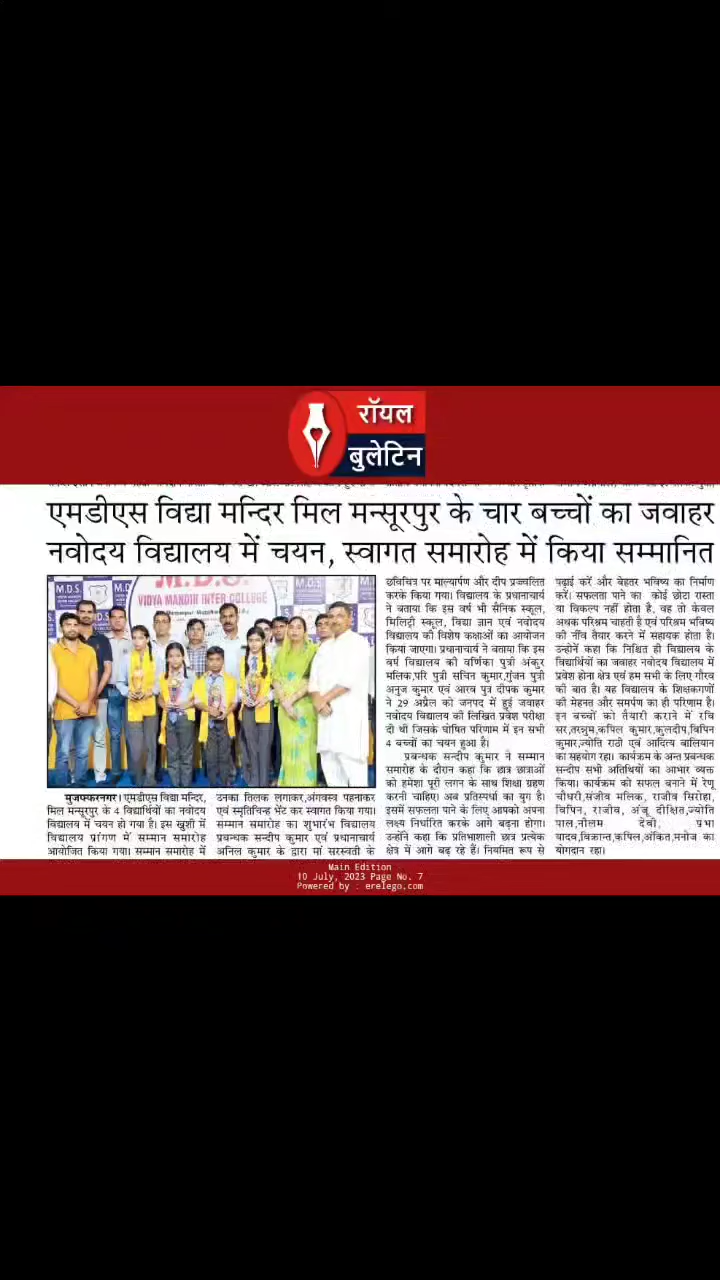 रॉयल
बुलेटिन
एमडीएस विद्या मन्दिर मिल मन्सूरपुर के चार बच्चों का जवाहर
नवोदय विद्यालय में चयन, स्वागत समारोह में किया सम्मानित
M.D.S.
VIDYA MANDIR INTER COLLEGE
मुजफ्फरनगर। एमडीएस विद्या मन्दिर,
मिल मन्सूरपुर के 4 विद्यार्थियों का नवोदय
विद्यालय में चयन हो गया है। इस खुशी में
विद्यालय प्रांगण में सम्मान समारोह
आयोजित किया गया। सम्मान समारोह में
उनका तिलक लगाकर,अंगवस्त्र पहनाकर
एवं स्मृतिचिन्ह भेंट कर स्वागत किया गया।
सम्मान समारोह का शुभारंभ विद्यालय
प्रबन्धक सन्दीप कुमार एवं प्रधानाचार्य
अनिल कुमार के द्वारा मां सरस्वती के
छविचित्र पर माल्यार्पण और दीप प्रज्वलित
करके किया गया। विद्यालय के प्रधानाचार्य
ने बताया कि इस वर्ष भी सैनिक स्कूल,
मिलिट्री स्कूल, विद्या ज्ञान एवं नवोदय
विद्यालय की विशेष कक्षाओं का आयोजन
किया जाएगा। प्रधानाचार्य ने बताया कि इस
वर्ष विद्यालय की वर्णिका पुत्री अंकुर
मलिक,परि पुत्री सचिन कुमार,गुंजन पुत्री
अनुज कुमार एवं आरव पुत्र दीपक कुमार
ने 29 अप्रैल को जनपद में हुई जवाहर
नवोदय विद्यालय की लिखित प्रवेश परीक्षा
दी थी जिसके घोषित परिणाम में इन सभी
4 बच्चों का चयन हुआ है।
प्रबन्धक सन्दीप कुमार ने सम्मान
समारोह के दौरान कहा कि छात्र छात्राओं
को हमेशा पूरी लगन के साथ शिक्षा ग्रहण
करनी चाहिए। अब प्रतिस्पर्धा का युग है।
इसमें सफलता पाने के लिए आपको अपना
लक्ष्य निर्धारित करके आगे बढ़ना होगा।
उन्होंने कहा कि प्रतिभाशाली छात्र प्रत्येक
क्षेत्र में आगे बढ़ रहे हैं। नियमित रूप से
पढ़ाई करें और बेहतर भविष्य का निर्माण
करें। सफलता पाने का कोई छोटा रास्ता
या विकल्प नहीं होता है, वह तो केवल
अथक परिश्रम चाहती है एवं परिश्रम भविष्य
की नींव तैयार करने में सहायक होता है।
उन्होंने कहा कि निश्चित ही विद्यालय के
विद्यार्थियों का जवाहर नवोदय विद्यालय में
प्रवेश होना क्षेत्र एवं हम सभी के लिए गौरव
की बात है। यह विद्यालय के शिक्षकगणों
की मेहनत और समर्पण का ही परिणाम है।
इन बच्चों को तैयारी कराने में रवि
सर,तरन्नुम,कपिल कुमार,कुलदीप,विपिन
कुमार,ज्योति राठी एवं आदित्य बालियान
का सहयोग रहा। कार्यक्रम के अन्त प्रबन्धक
सन्दीप सभी अतिथियों का आभार व्यक्त
किया। कार्यक्रम को सफल बनाने में रेणु
चौधरी,संजीव मलिक, राजीव सिरोहा,
विपिन, राजीव, अंजू दीक्षित,ज्योति
पाल,नीलम देवी, प्रभा
यादव,विक्रान्त,कपिल,अंकित,मनोज का
योगदान रहा।
Main Edition
10 July, 2023 Page No. 7
Powered by : erelego.com